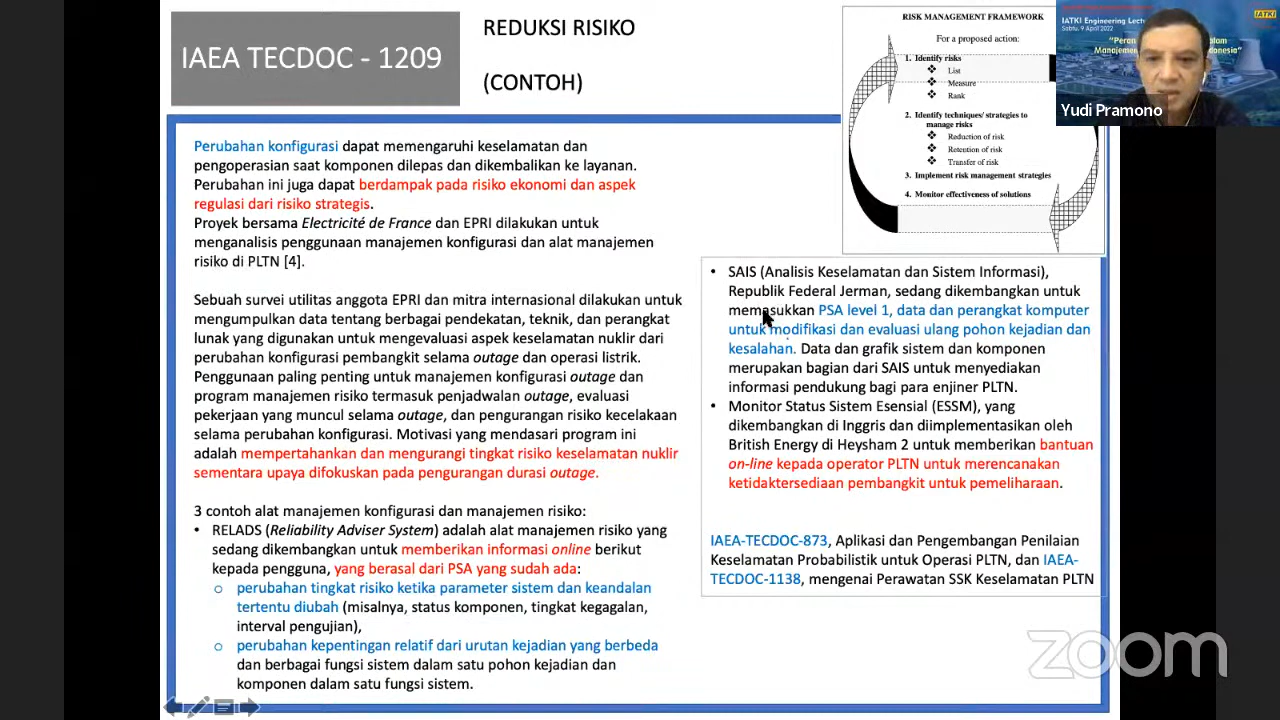 IAEA TECDOC - 1209
REDUKSI RISIKO
(CONTOH)
RISK MANAGEMENT FRAMEWORK
For a proposed action:
1. Identify risks
❖ List
❖ Measure
❖ Rank
2. Identify techniques/ strategies to
manage risks
❖ Reduction of risk
❖ Retention of risk
❖ Transfer of risk
3. Implement risk management strategies
4. Monitor effectiveness of solutions
IATKI Engineering Lectu
Sabtu, 9 April 2022
IATKI
"Peran
Manajemen
Yudi Pramono
Perubahan konfigurasi dapat memengaruhi keselamatan dan
pengoperasian saat komponen dilepas dan dikembalikan ke layanan.
Perubahan ini juga dapat berdampak pada risiko ekonomi dan aspek
regulasi dari risiko strategis.
Proyek bersama Electricité de France dan EPRI dilakukan untuk
menganalisis penggunaan manajemen konfigurasi dan alat manajemen
risiko di PLTN [4].
Sebuah survei utilitas anggota EPRI dan mitra internasional dilakukan untuk
mengumpulkan data tentang berbagai pendekatan, teknik, dan perangkat
lunak yang digunakan untuk mengevaluasi aspek keselamatan nuklir dari
perubahan konfigurasi pembangkit selama outage dan operasi listrik.
Penggunaan paling penting untuk manajemen konfigurasi outage dan
program manajemen risiko termasuk penjadwalan outage, evaluasi
pekerjaan yang muncul selama outage, dan pengurangan risiko kecelakaan
selama perubahan konfigurasi. Motivasi yang mendasari program ini
adalah mempertahankan dan mengurangi tingkat risiko keselamatan nuklir
sementara upaya difokuskan pada pengurangan durasi outage.
3 contoh alat manajemen konfigurasi dan manajemen risiko:
• RELADS (Reliability Adviser System) adalah alat manajemen risiko yang
sedang dikembangkan untuk memberikan informasi online berikut
kepada pengguna, yang berasal dari PSA yang sudah ada:
o perubahan tingkat risiko ketika parameter sistem dan keandalan
tertentu diubah (misalnya, status komponen, tingkat kegagalan,
interval pengujian),
o perubahan kepentingan relatif dari urutan kejadian yang berbeda
dan berbagai fungsi sistem dalam satu pohon kejadian dan
komponen dalam satu fungsi sistem.
• SAIS (Analisis Keselamatan dan Sistem Informasi),
Republik Federal Jerman, sedang dikembangkan untuk
memasukkan PSA level 1, data dan perangkat komputer
untuk modifikasi dan evaluasi ulang pohon kejadian dan
kesalahan. Data dan grafik sistem dan komponen
merupakan bagian dari SAIS untuk menyediakan
informasi pendukung bagi para enjiner PLTN.
• Monitor Status Sistem Esensial (ESSM), yang
dikembangkan di Inggris dan diimplementasikan oleh
British Energy di Heysham 2 untuk memberikan bantuan
on-line kepada operator PLTN untuk merencanakan
ketidaktersediaan pembangkit untuk pemeliharaan.
IAEA-TECDOC-873, Aplikasi dan Pengembangan Penilaian
Keselamatan Probabilistik untuk Operasi PLTN, dan IAEA-
TECDOC-1138, mengenai Perawatan SSK Keselamatan PLTN
zoom